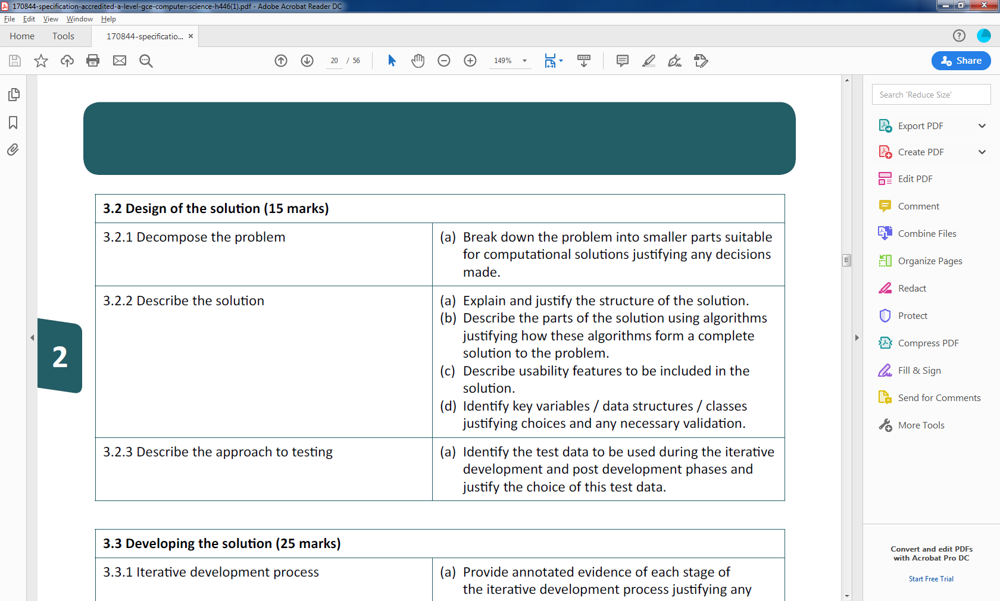 170844-specification-accredited-a-level-gce-computer-science-h446(1).pdf - Adobe Acrobat Reader DC
File Edit View Window Help
Home Tools 170844-specificatio... ×
20 / 56 149% Share
Search 'Reduce Size'
Export PDF
Create PDF
Edit PDF
Comment
Combine Files
Organize Pages
Redact
Protect
Compress PDF
Fill & Sign
Send for Comments
More Tools
Convert and edit PDFs
with Acrobat Pro DC
Start Free Trial
2
3.2 Design of the solution (15 marks)
3.2.1 Decompose the problem
(a) Break down the problem into smaller parts suitable
for computational solutions justifying any decisions
made.
3.2.2 Describe the solution
(a) Explain and justify the structure of the solution.
(b) Describe the parts of the solution using algorithms
justifying how these algorithms form a complete
solution to the problem.
(c) Describe usability features to be included in the
solution.
(d) Identify key variables / data structures / classes
justifying choices and any necessary validation.
3.2.3 Describe the approach to testing
(a) Identify the test data to be used during the iterative
development and post development phases and
justify the choice of this test data.
3.3 Developing the solution (25 marks)
3.3.1 Iterative development process
(a) Provide annotated evidence of each stage of
the iterative development process justifying any